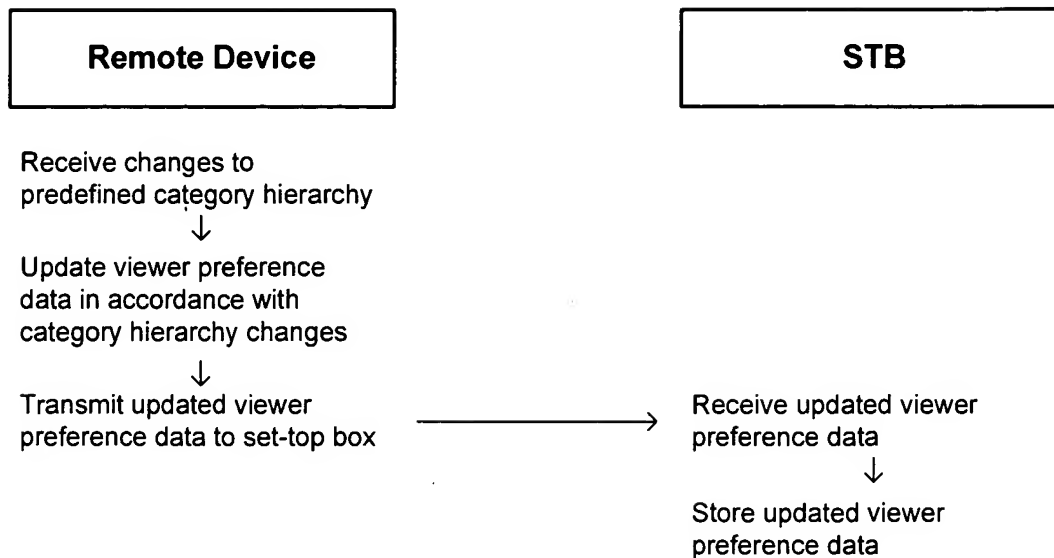 Remote Device
STB
Receive changes to
predefined category hierarchy
Update viewer preference
data in accordance with
category hierarchy changes
Transmit updated viewer
preference data to set-top box
Receive updated viewer
preference data
Store updated viewer
preference data